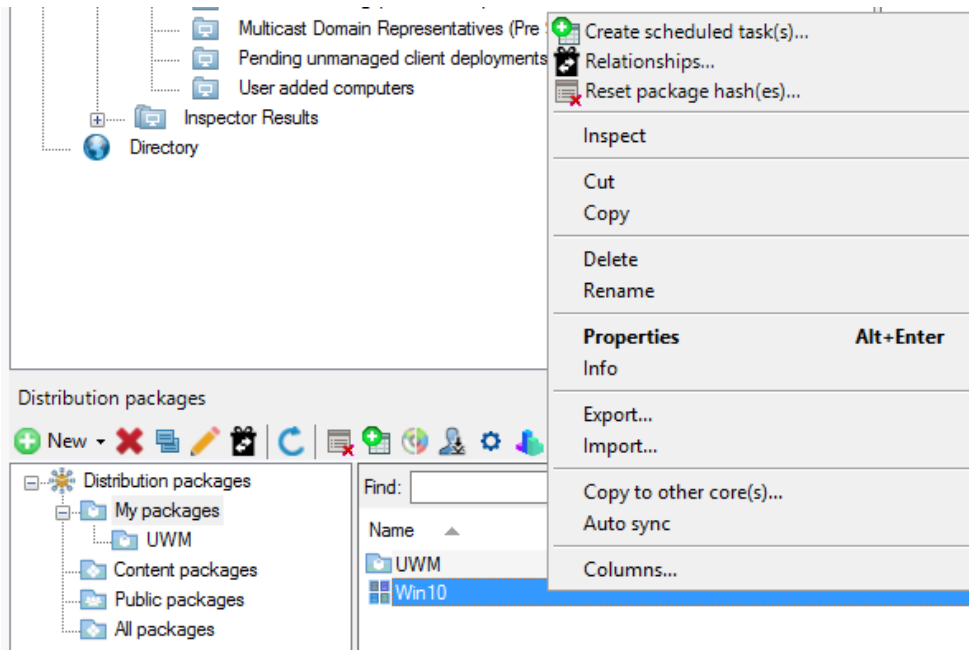 Multicast Domain Representatives (Pre
Pending unmanaged client deployments
User added computers
Inspector Results
Directory
Create scheduled task(s)...
Relationships...
Reset package hash(es)...
Inspect
Cut
Copy
Delete
Rename
Properties Alt+Enter
Info
Export...
Import...
Copy to other core(s)...
Auto sync
Columns...
Distribution packages
New
Distribution packages
My packages
UWM
Content packages
Public packages
All packages
Find:
Name
UWM
Win10